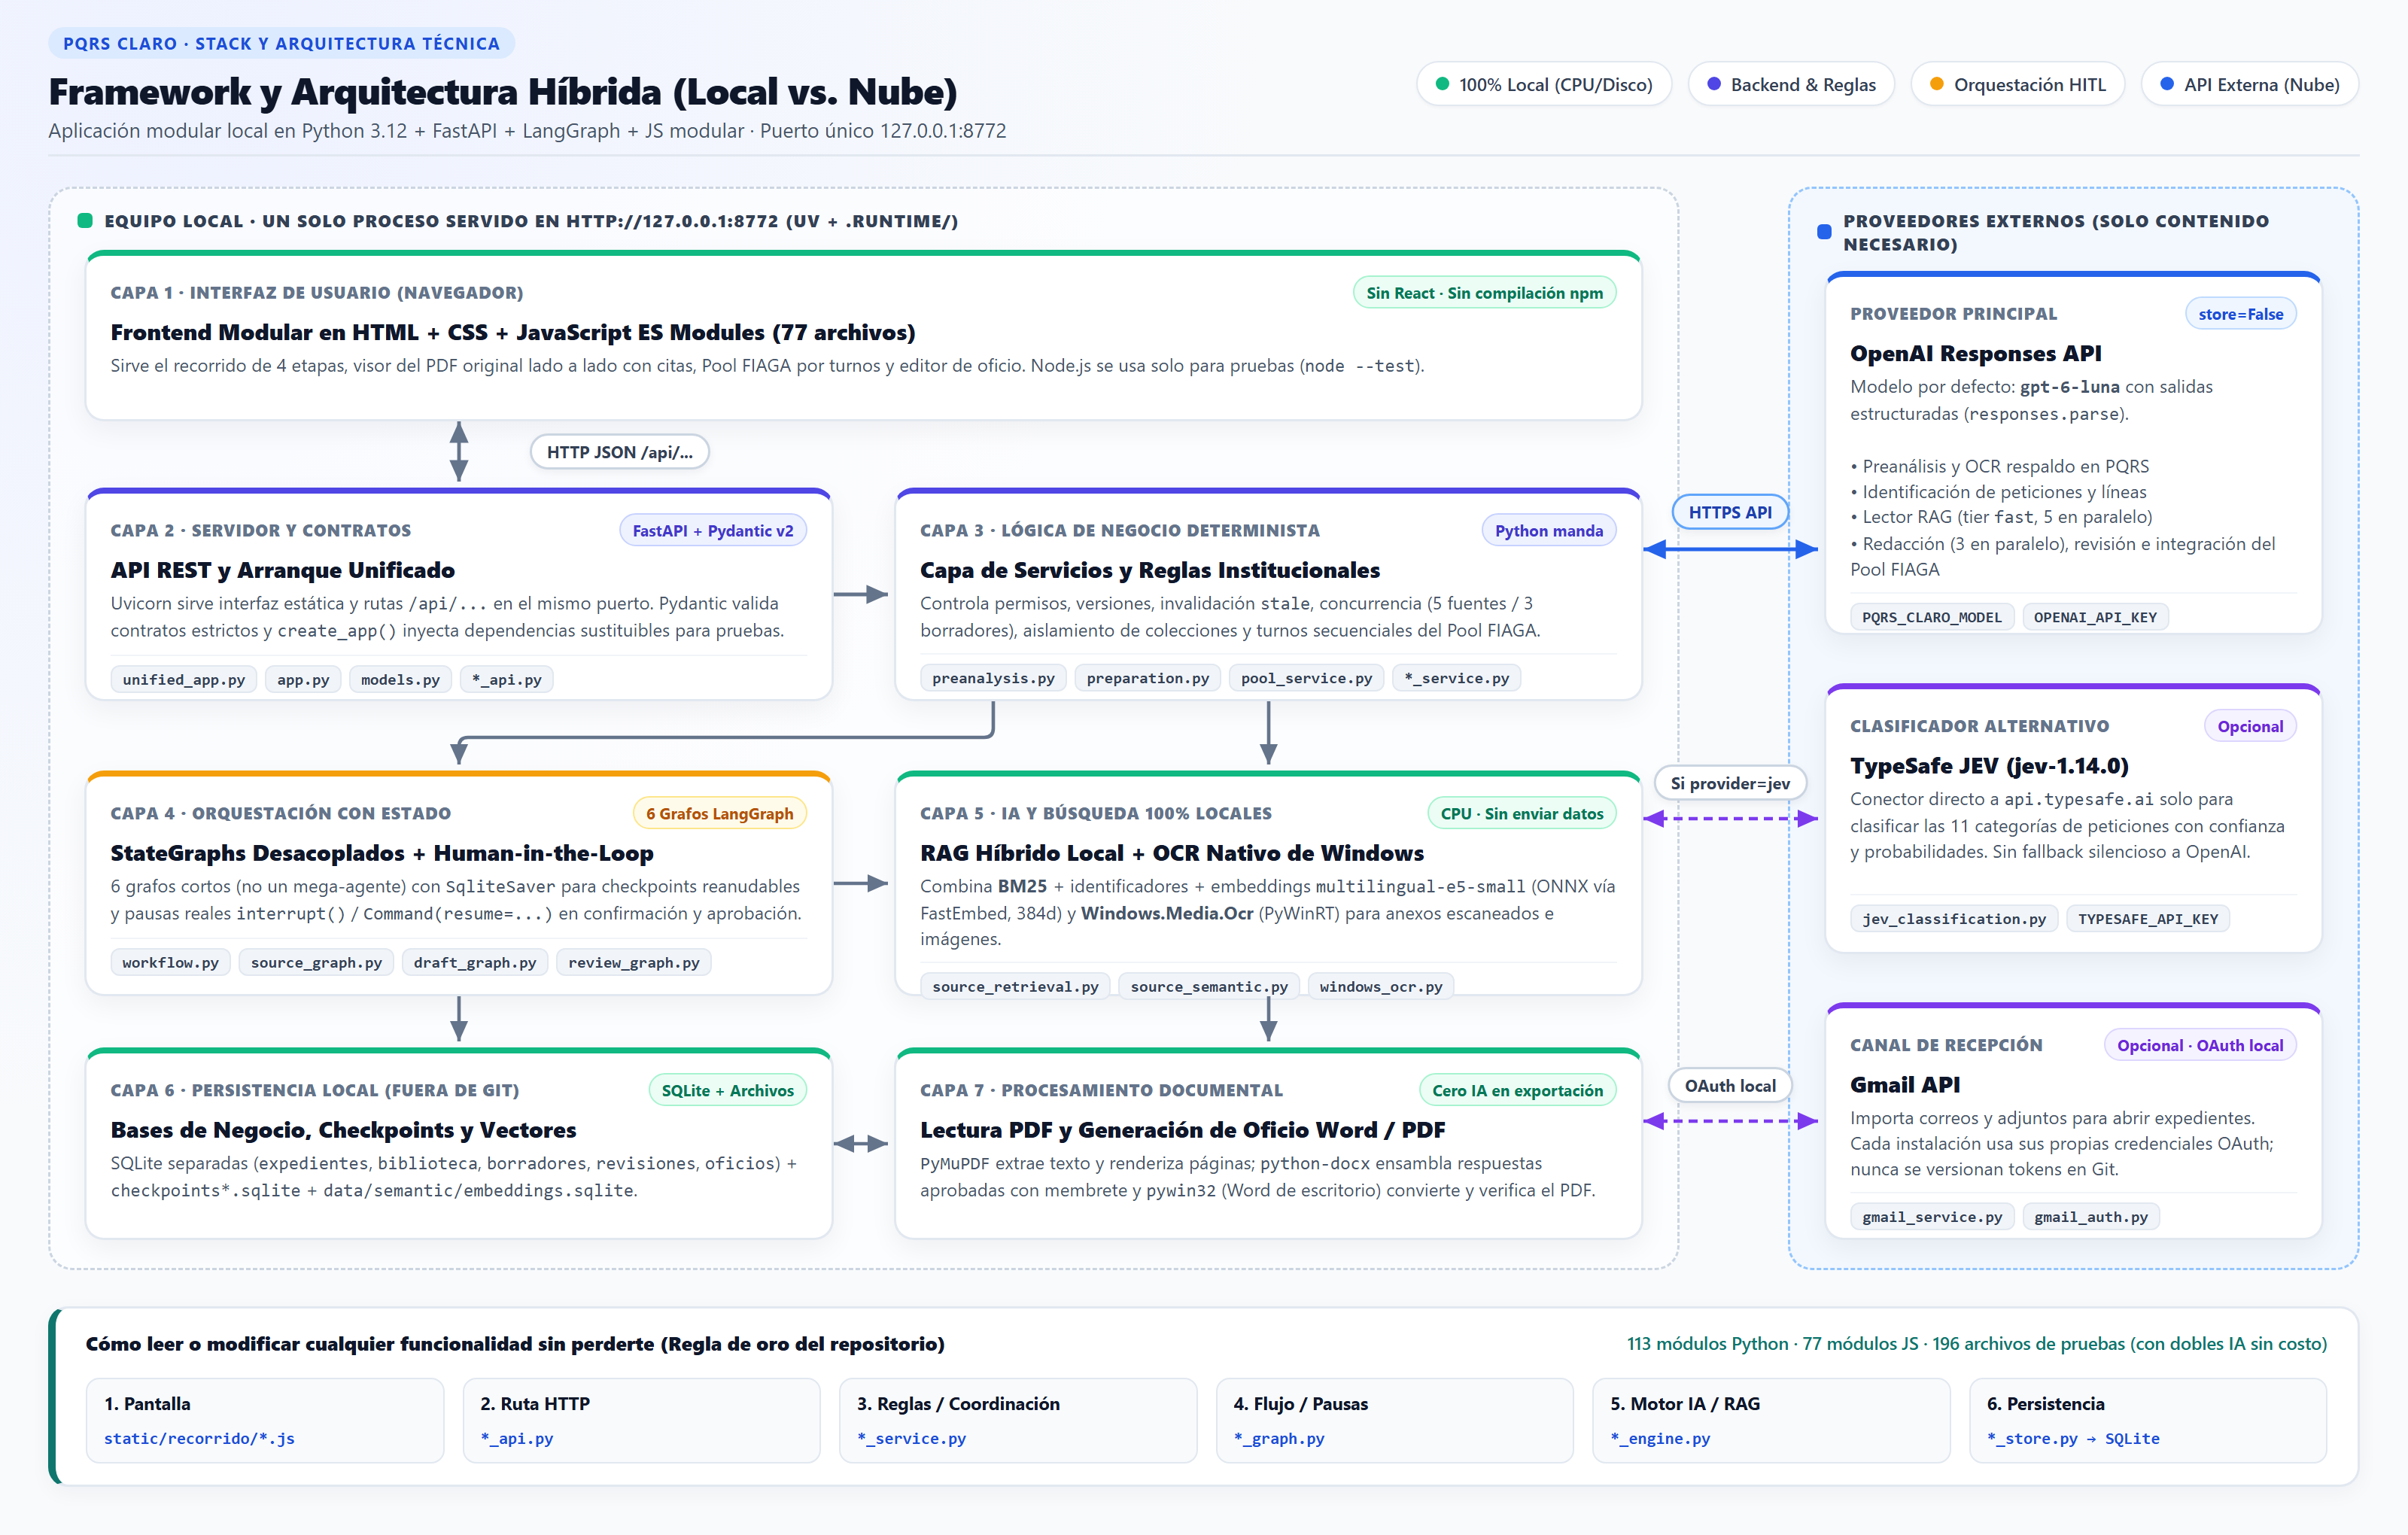 PQRS CLARO · STACK Y ARQUITECTURA TÉCNICA
Framework y Arquitectura Híbrida (Local vs. Nube)
Aplicación modular local en Python 3.12 + FastAPI + LangGraph + JS modular · Puerto único 127.0.0.1:8772
100% Local (CPU/Disco)
Backend & Reglas
Orquestación HITL
API Externa (Nube)
EQUIPO LOCAL · UN SOLO PROCESO SERVIDO EN HTTP://127.0.0.1:8772 (UV + .RUNTIME/)
CAPA 1 · INTERFAZ DE USUARIO (NAVEGADOR)
Sin React · Sin compilación npm
Frontend Modular en HTML + CSS + JavaScript ES Modules (77 archivos)
Sirve el recorrido de 4 etapas, visor del PDF original lado a lado con citas, Pool FIAGA por turnos y editor de oficio. Node.js se usa solo para pruebas (node --test).
HTTP JSON /api/...
CAPA 2 · SERVIDOR Y CONTRATOS
FastAPI + Pydantic v2
API REST y Arranque Unificado
Uvicorn sirve interfaz estática y rutas /api/... en el mismo puerto. Pydantic valida
contratos estrictos y create_app() inyecta dependencias sustituibles para pruebas.
unified_app.py
app.py
models.py
*_api.py
CAPA 3 · LÓGICA DE NEGOCIO DETERMINISTA
Python manda
Capa de Servicios y Reglas Institucionales
Controla permisos, versiones, invalidación stale, concurrencia (5 fuentes / 3
borradores), aislamiento de colecciones y turnos secuenciales del Pool FIAGA.
preanalysis.py
preparation.py
pool_service.py
*_service.py
CAPA 4 · ORQUESTACIÓN CON ESTADO
6 Grafos LangGraph
StateGraphs Desacoplados + Human-in-the-Loop
6 grafos cortos (no un mega-agente) con SqliteSaver para checkpoints reanudables
y pausas reales interrupt() / Command(resume=...) en confirmación y aprobación.
workflow.py
source_graph.py
draft_graph.py
review_graph.py
CAPA 5 · IA Y BÚSQUEDA 100% LOCALES
CPU · Sin enviar datos
RAG Híbrido Local + OCR Nativo de Windows
Combina BM25 + identificadores + embeddings multilingual-e5-small (ONNX vía
FastEmbed, 384d) y Windows.Media.Ocr (PyWinRT) para anexos escaneados e
imágenes.
source_retrieval.py
source_semantic.py
windows_ocr.py
CAPA 6 · PERSISTENCIA LOCAL (FUERA DE GIT)
SQLite + Archivos
Bases de Negocio, Checkpoints y Vectores
SQLite separadas (expedientes, biblioteca, borradores, revisiones, oficios) +
checkpoints*.sqlite + data/semantic/embeddings.sqlite.
CAPA 7 · PROCESAMIENTO DOCUMENTAL
Cero IA en exportación
Lectura PDF y Generación de Oficio Word / PDF
PyMuPDF extrae texto y renderiza páginas; python-docx ensambla respuestas
aprobadas con membrete y pywin32 (Word de escritorio) convierte y verifica el PDF.
HTTPS API
Si provider=jev
OAuth local
PROVEEDORES EXTERNOS (SOLO CONTENIDO
NECESARIO)
PROVEEDOR PRINCIPAL
store=False
OpenAI Responses API
Modelo por defecto: gpt-6-luna con salidas
estructuradas (responses.parse).
• Preanálisis y OCR respaldo en PQRS
• Identificación de peticiones y líneas
• Lector RAG (tier fast, 5 en paralelo)
• Redacción (3 en paralelo), revisión e integración del
Pool FIAGA
PQRS_CLARO_MODEL
OPENAI_API_KEY
CLASIFICADOR ALTERNATIVO
Opcional
TypeSafe JEV (jev-1.14.0)
Conector directo a api.typesafe.ai solo para
clasificar las 11 categorías de peticiones con confianza
y probabilidades. Sin fallback silencioso a OpenAI.
jev_classification.py
TYPESAFE_API_KEY
CANAL DE RECEPCIÓN
Opcional · OAuth local
Gmail API
Importa correos y adjuntos para abrir expedientes.
Cada instalación usa sus propias credenciales OAuth;
nunca se versionan tokens en Git.
gmail_service.py
gmail_auth.py
Cómo leer o modificar cualquier funcionalidad sin perderte (Regla de oro del repositorio)
113 módulos Python · 77 módulos JS · 196 archivos de pruebas (con dobles IA sin costo)
1. Pantalla
static/recorrido/*.js
2. Ruta HTTP
*_api.py
3. Reglas / Coordinación
*_service.py
4. Flujo / Pausas
*_graph.py
5. Motor IA / RAG
*_engine.py
6. Persistencia
*_store.py → SQLite